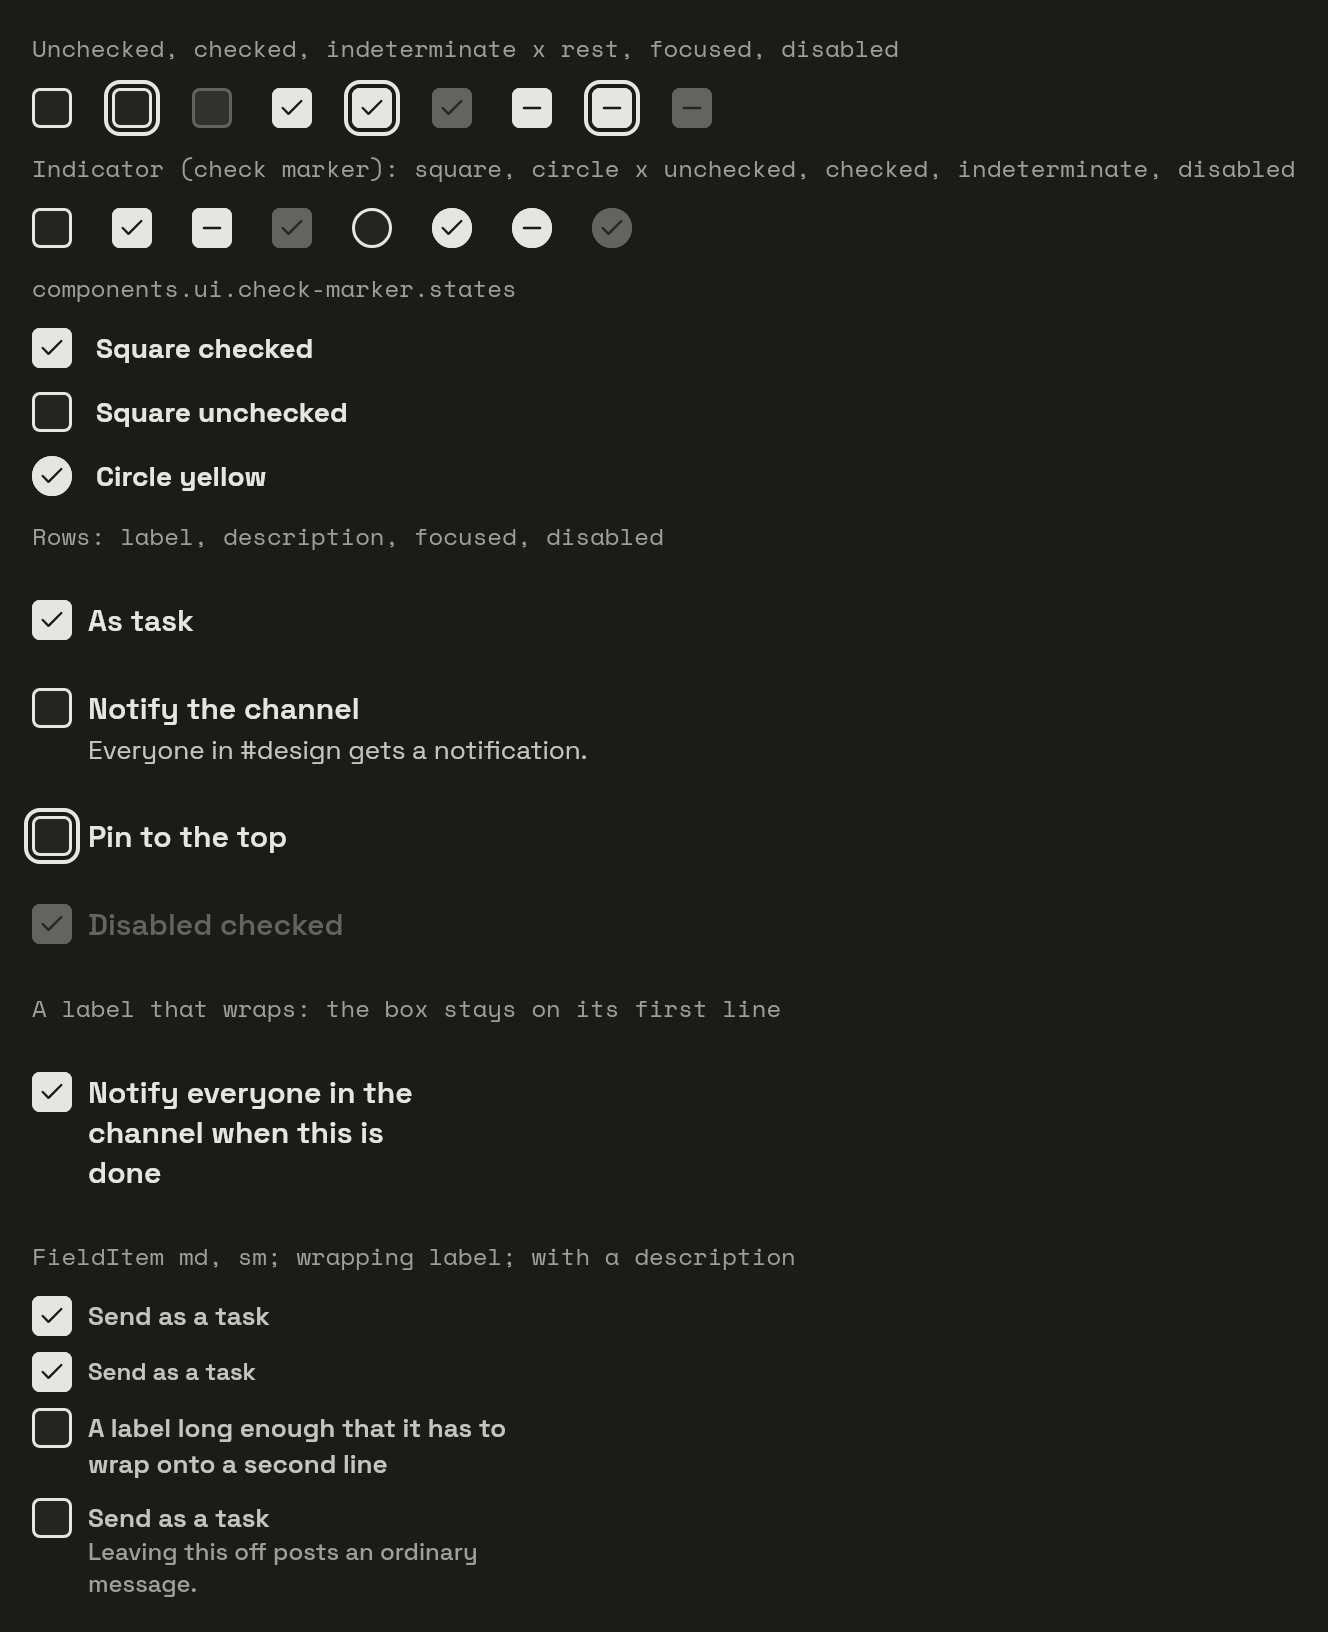 Unchecked, checked, indeterminate x rest, focused, disabled
Indicator (check marker): square, circle x unchecked, checked, indeterminate, disabled
components.ui.check-marker.states
Square checked
Square unchecked
Circle yellow
Rows: label, description, focused, disabled
As task
Notify the channel
Everyone in #design gets a notification.
Pin to the top
Disabled checked
A label that wraps: the box stays on its first line
Notify everyone in the
channel when this is
done
FieldItem md, sm; wrapping label; with a description
Send as a task
Send as a task
A label long enough that it has to
wrap onto a second line
Send as a task
Leaving this off posts an ordinary
message.